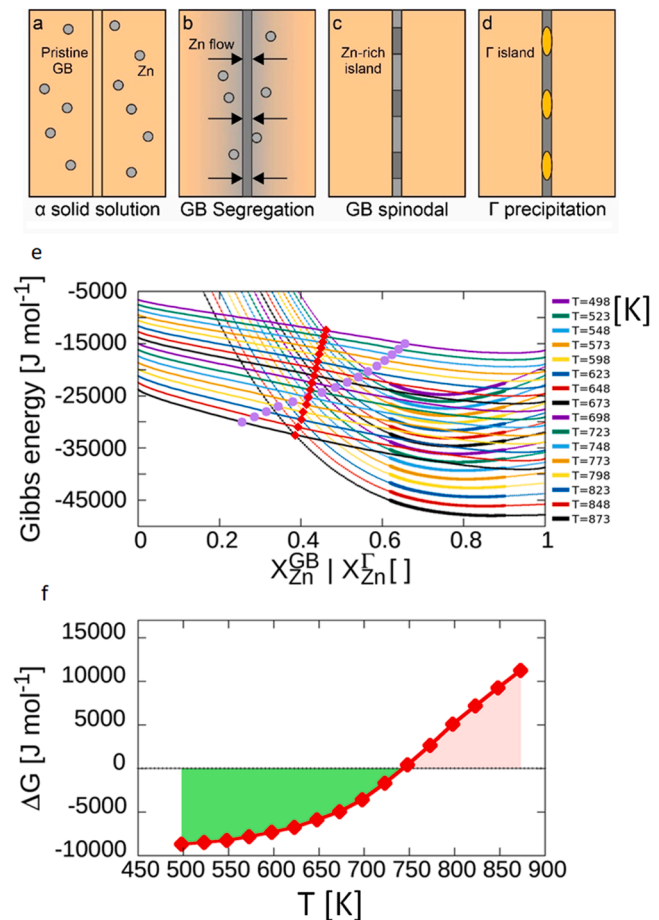 a
b
c
d
Pristine
GB
Zn
Zn flow
Zn-rich
island
Γ island
α solid solution
GB Segregation
GB spinodal
Γ precipitation
e
Gibbs energy [J mol⁻¹]
-5000
-15000
-25000
-35000
-45000
0
0.2
0.4
0.6
0.8
1
X_Zn^GB | X_Zn^Γ [ ]
T=498
T=523
T=548
T=573
T=598
T=623
T=648
T=673
T=698
T=723
T=748
T=773
T=798
T=823
T=848
T=873
[K]
f
ΔG
[J mol⁻¹]
15000
10000
5000
0
-5000
-10000
450 500 550 600 650 700 750 800 850 900
T [K]